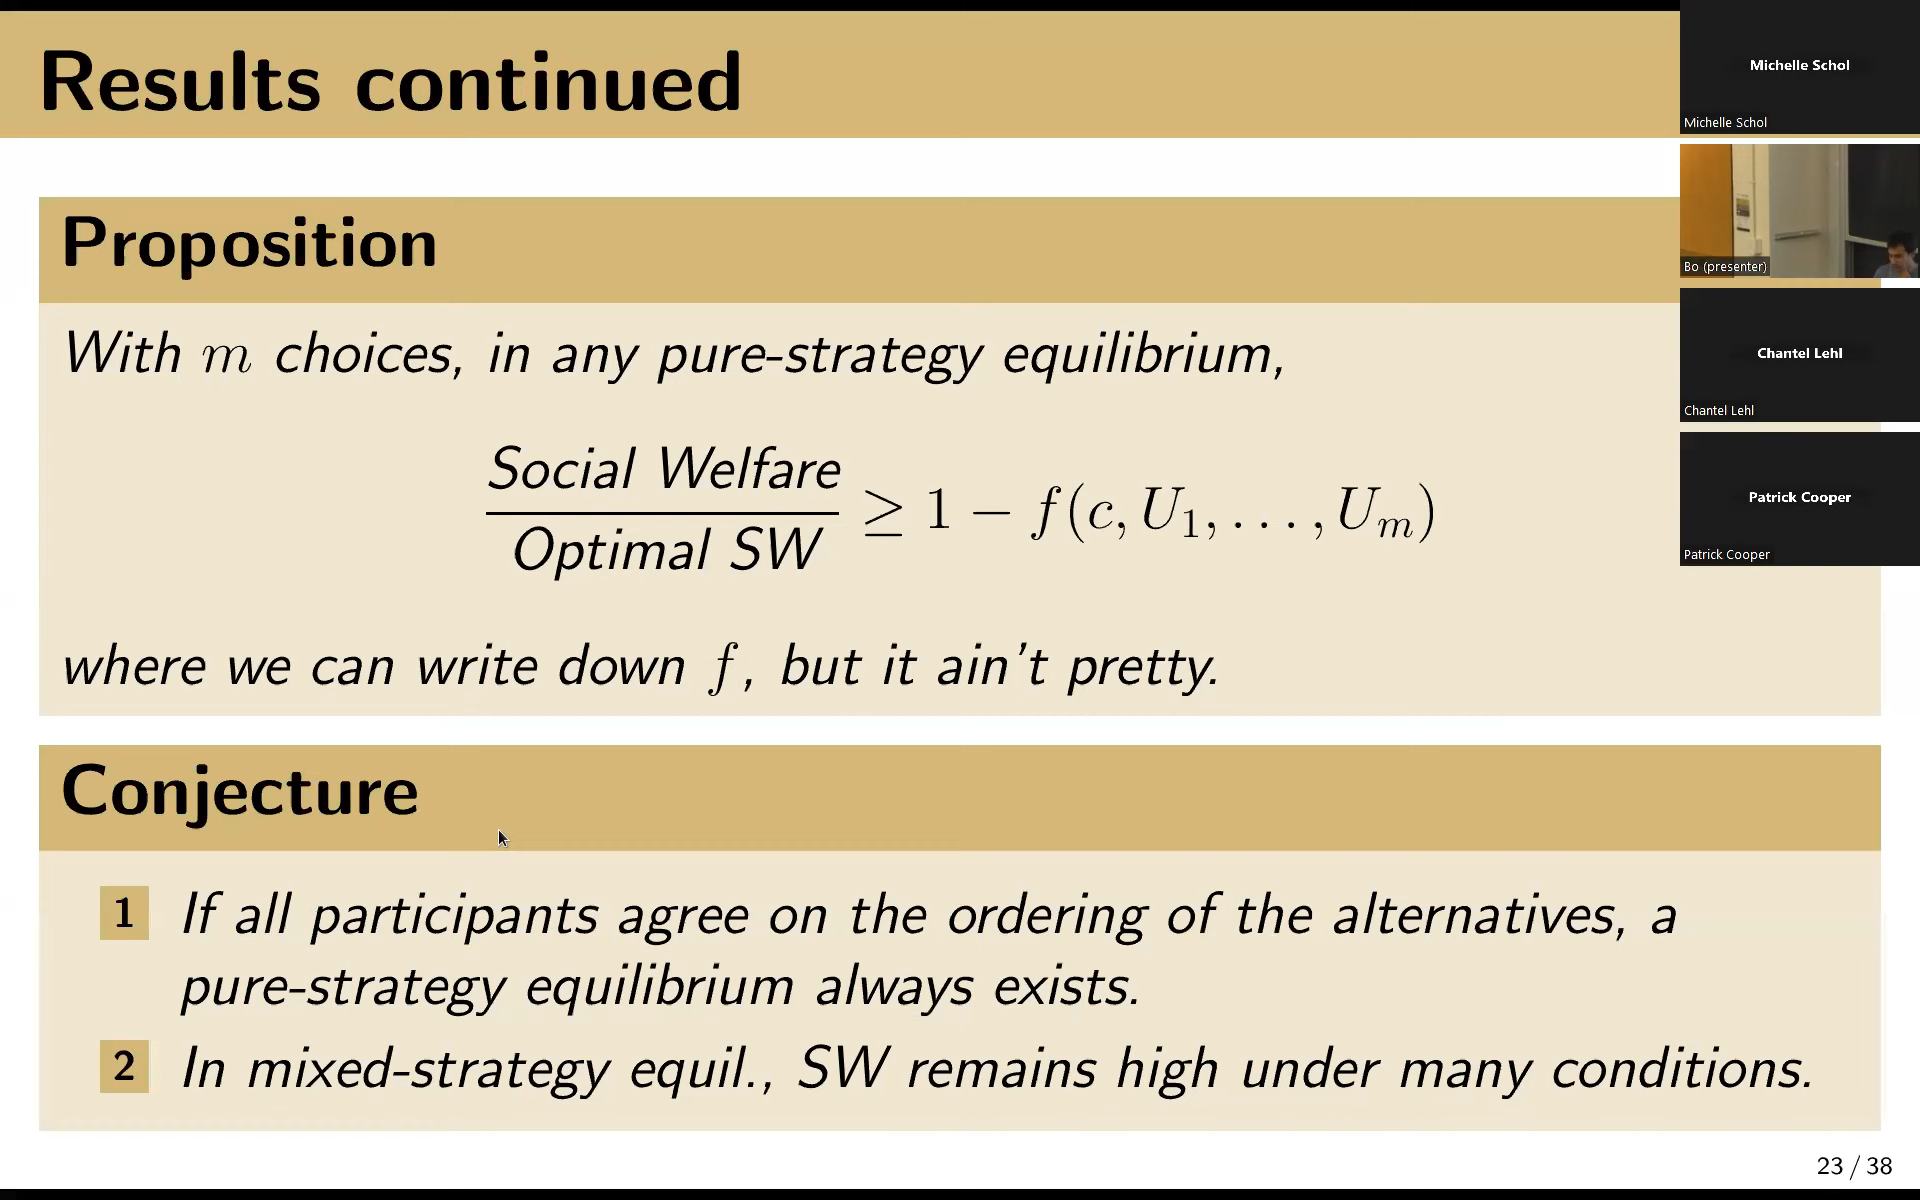 Results continued
Proposition
With m choices, in any pure-strategy equilibrium,
Social Welfare
Optimal SW
≥ 1 − f(c, U₁, . . . , Uₘ)
where we can write down f, but it ain't pretty.
Conjecture
1 If all participants agree on the ordering of the alternatives, a
pure-strategy equilibrium always exists.
2 In mixed-strategy equil., SW remains high under many conditions.
23 / 38
Michelle Schol
Michelle Schol
Bo (presenter)
Chantel Lehl
Chantel Lehl
Patrick Cooper
Patrick Cooper